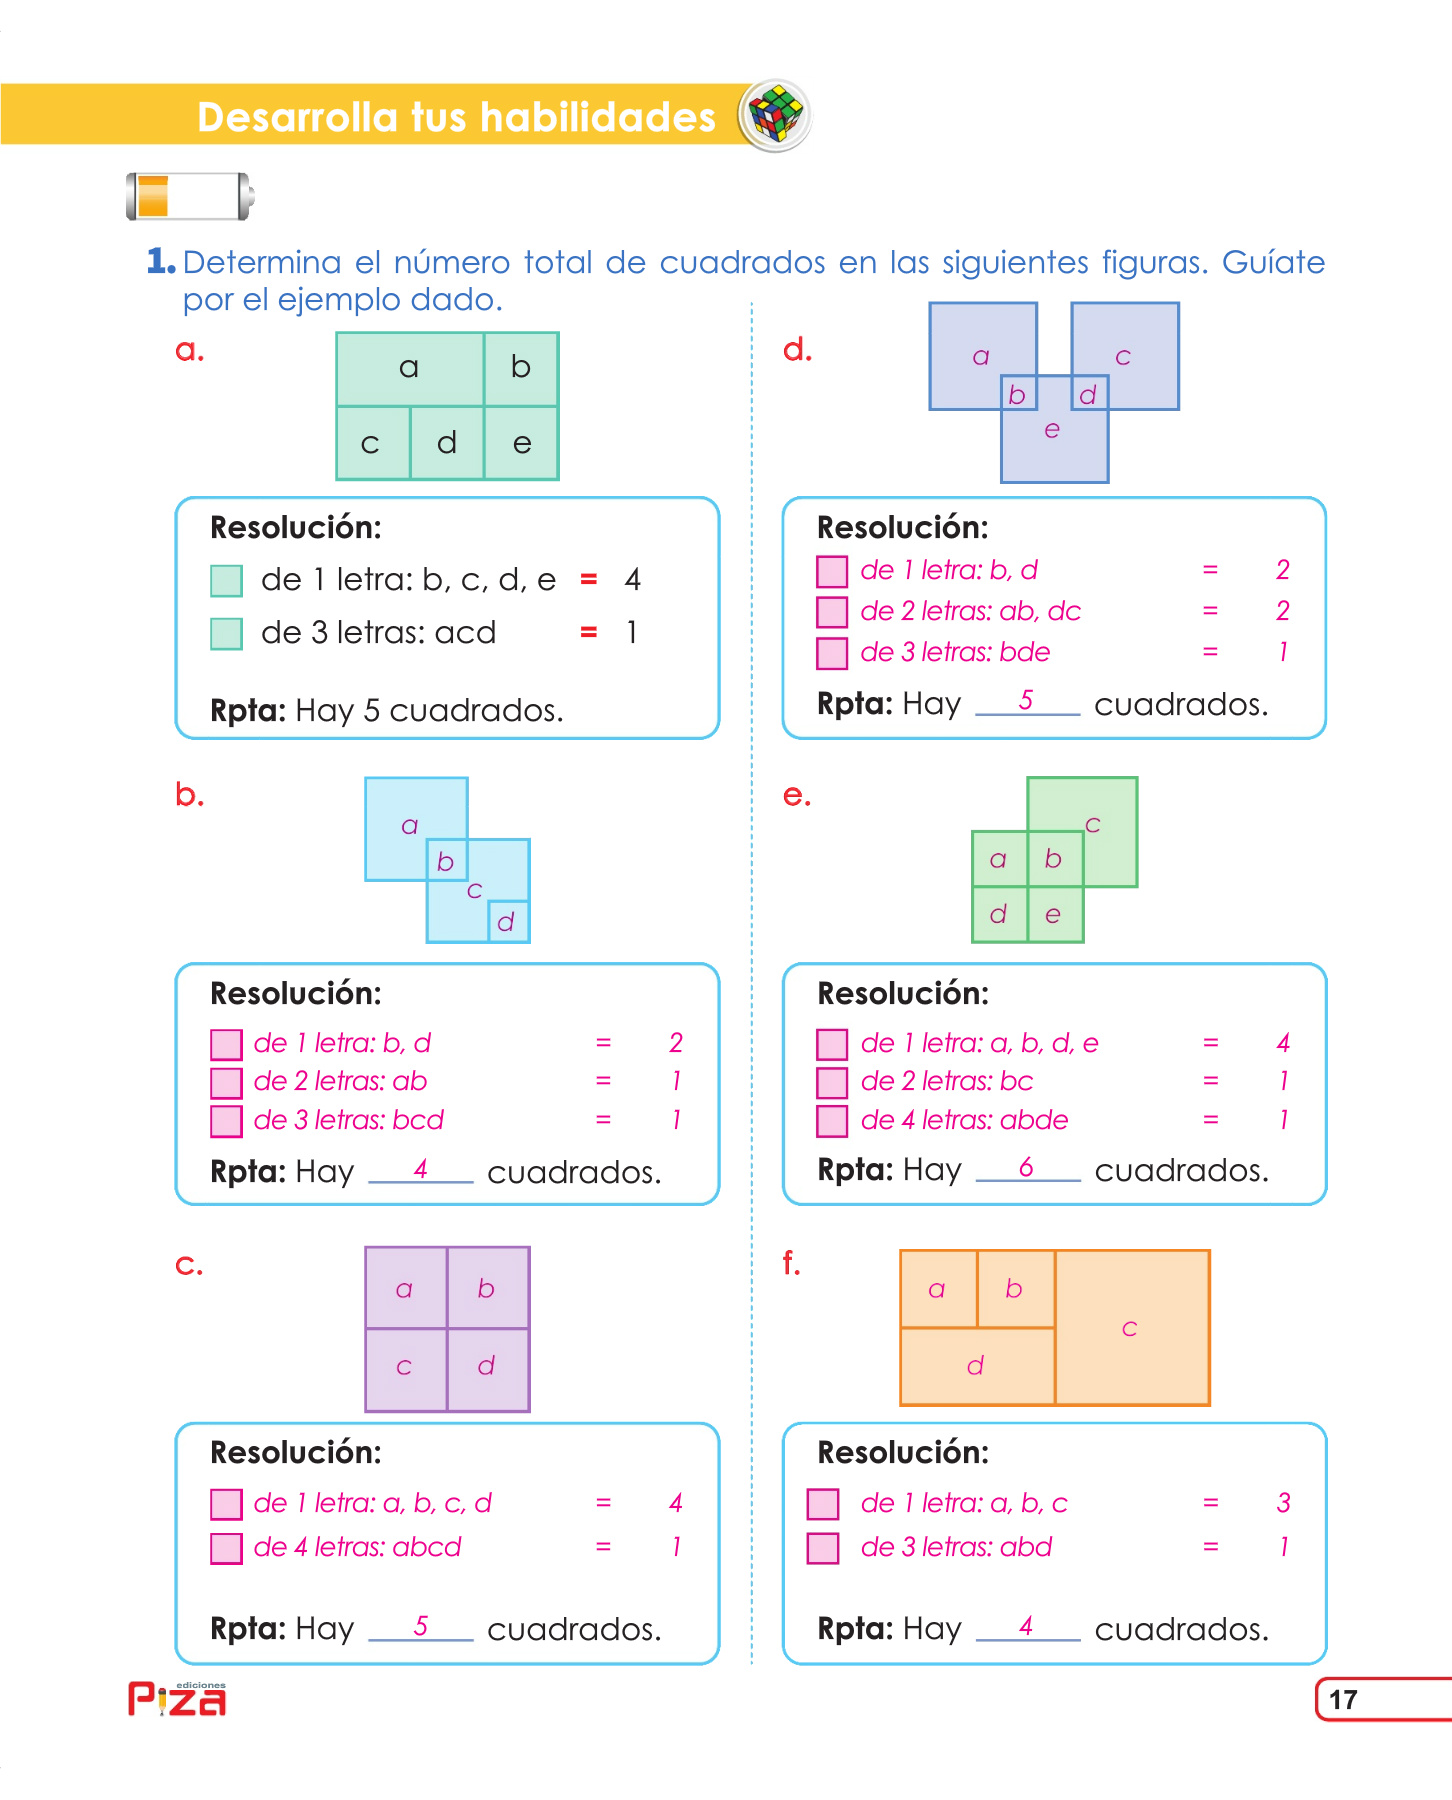 Desarrolla tus habilidades
1. Determina el número total de cuadrados en las siguientes figuras. Guíate
por el ejemplo dado.
a.
a b
c d e
Resolución:
de 1 letra: b, c, d, e = 4
de 3 letras: acd = 1
Rpta: Hay 5 cuadrados.
b.
a
b
c
d
Resolución:
de 1 letra: b, d = 2
de 2 letras: ab = 1
de 3 letras: bcd = 1
Rpta: Hay 4 cuadrados.
c.
a b
c d
Resolución:
de 1 letra: a, b, c, d = 4
de 4 letras: abcd = 1
Rpta: Hay 5 cuadrados.
d.
a c
b d
e
Resolución:
de 1 letra: b, d = 2
de 2 letras: ab, dc = 2
de 3 letras: bde = 1
Rpta: Hay 5 cuadrados.
e.
c
a b
d e
Resolución:
de 1 letra: a, b, d, e = 4
de 2 letras: bc = 1
de 4 letras: abde = 1
Rpta: Hay 6 cuadrados.
f.
a b
c
d
Resolución:
de 1 letra: a, b, c = 3
de 3 letras: abd = 1
Rpta: Hay 4 cuadrados.
ediciones
Piza
17